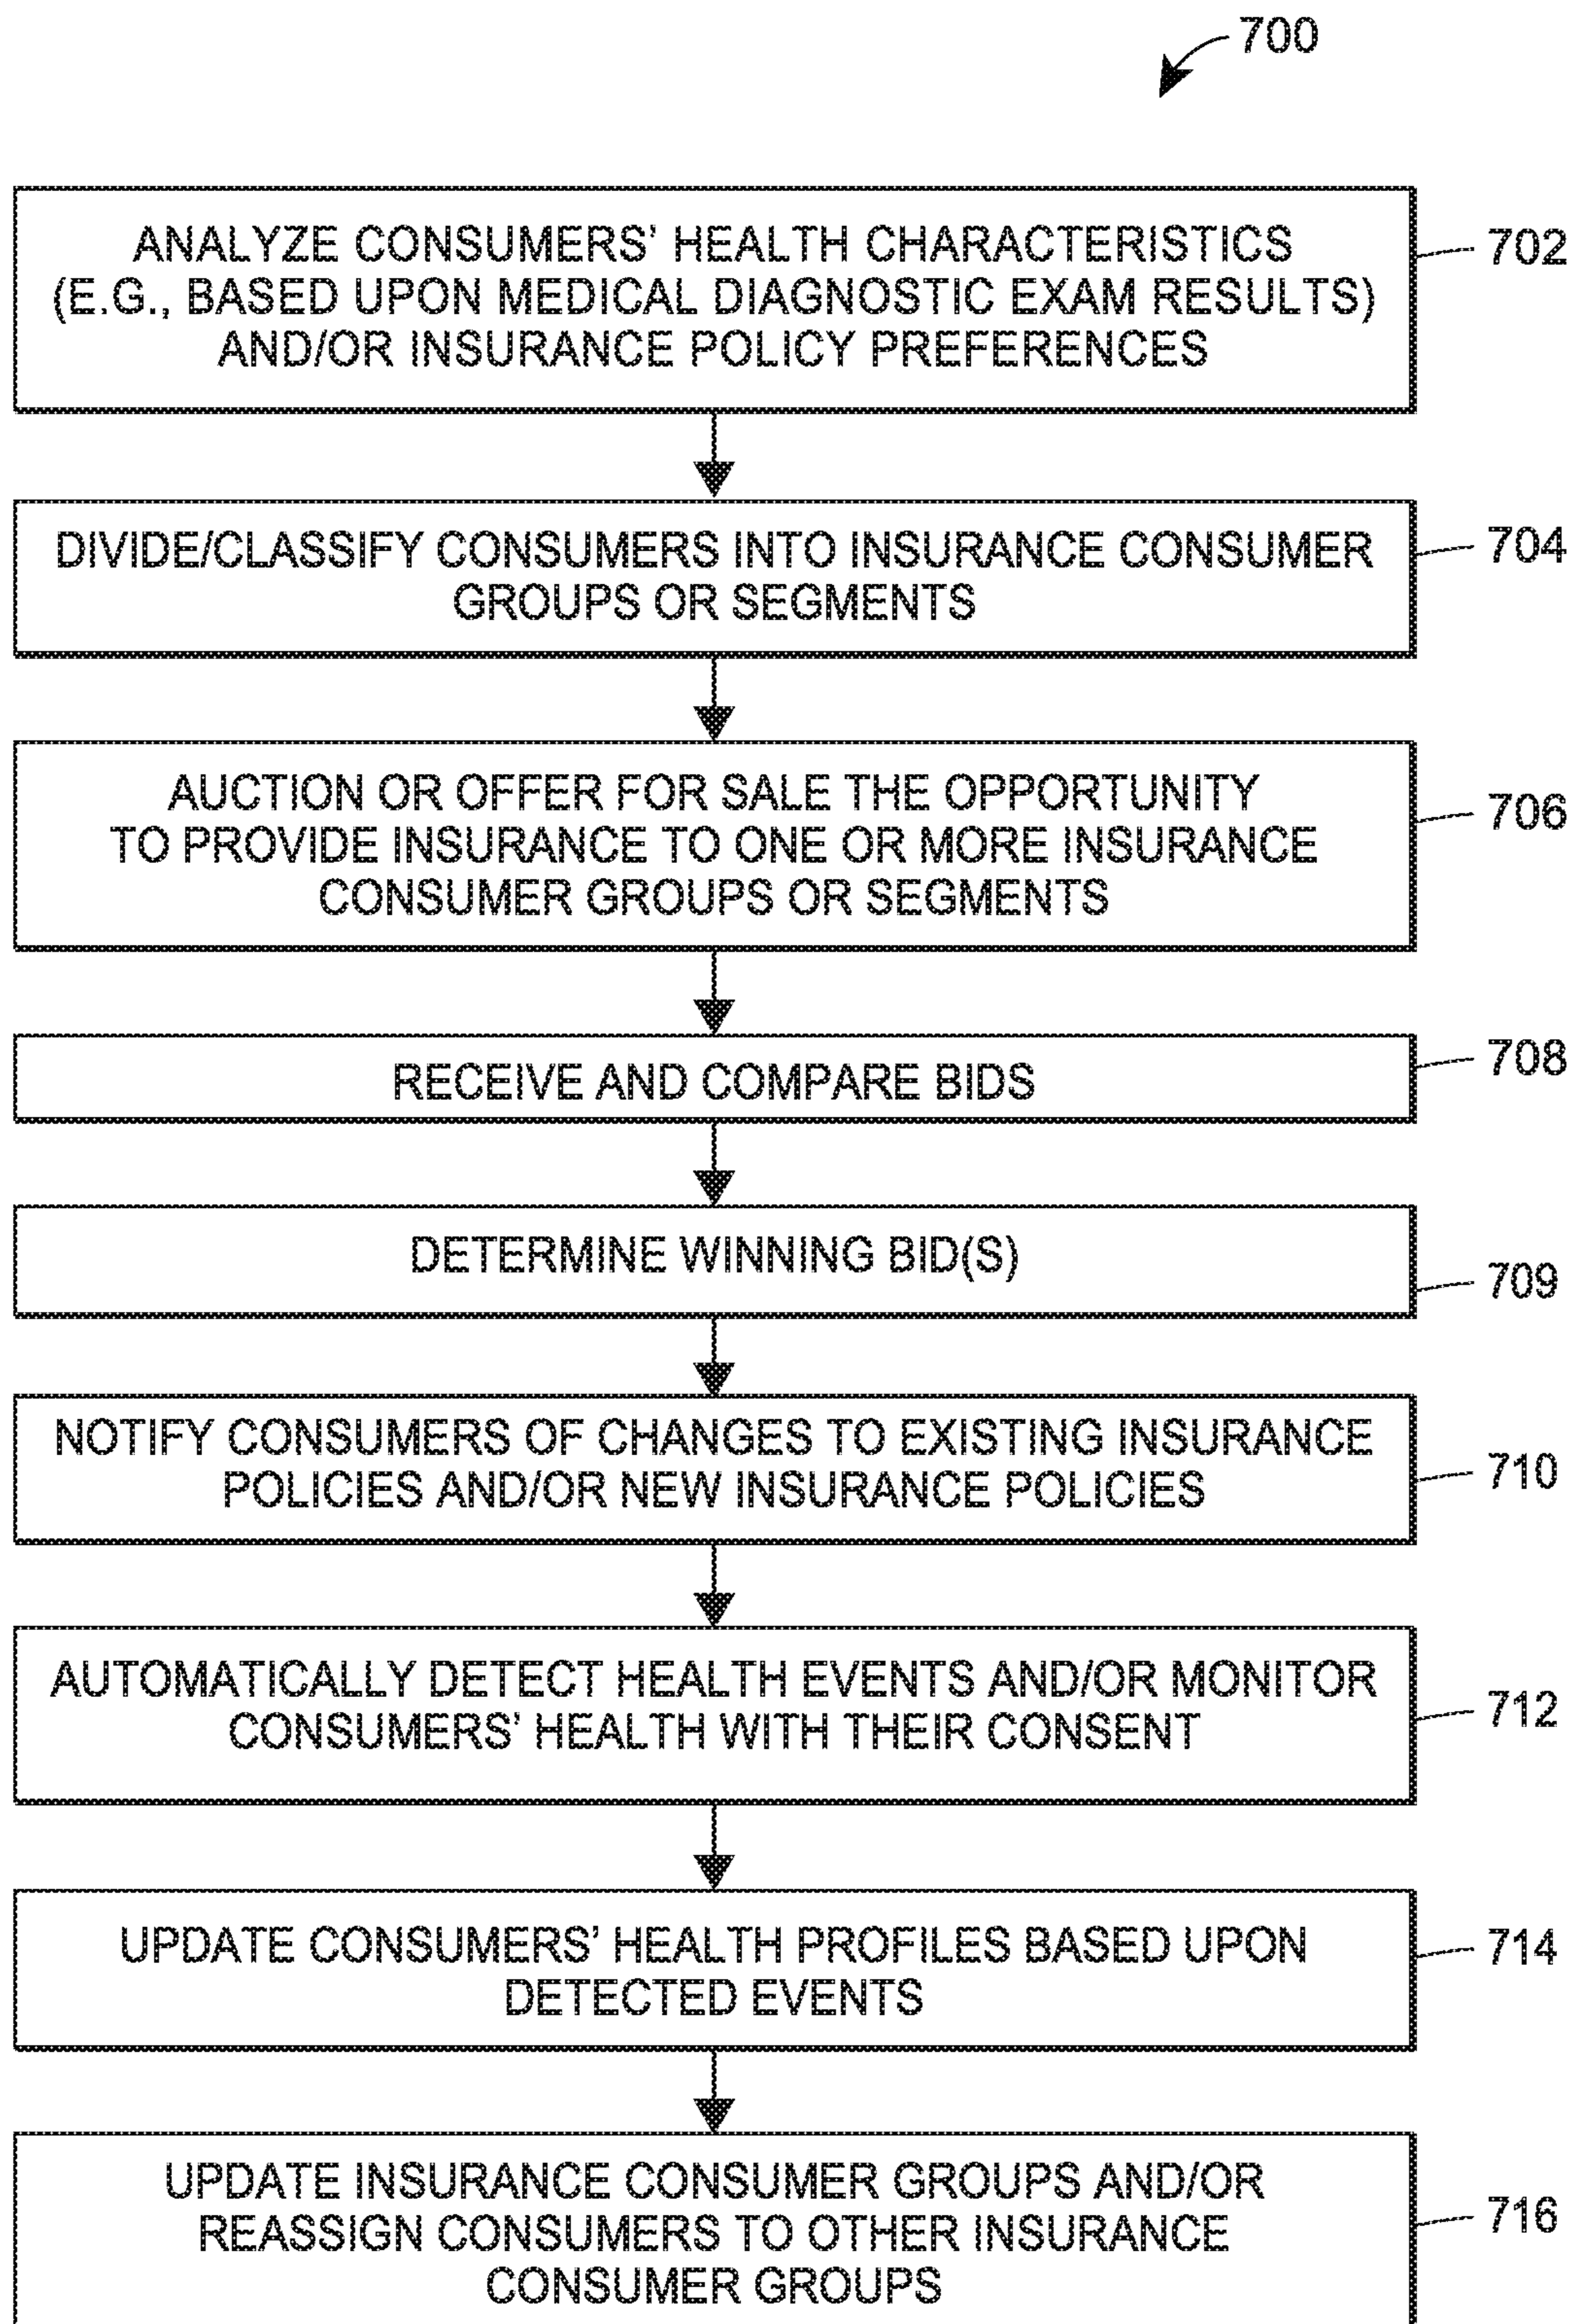 700
ANALYZE CONSUMERS' HEALTH CHARACTERISTICS
(E.G., BASED UPON MEDICAL DIAGNOSTIC EXAM RESULTS)
AND/OR INSURANCE POLICY PREFERENCES
702
DIVIDE/CLASSIFY CONSUMERS INTO INSURANCE CONSUMER
GROUPS OR SEGMENTS
704
AUCTION OR OFFER FOR SALE THE OPPORTUNITY
TO PROVIDE INSURANCE TO ONE OR MORE INSURANCE
CONSUMER GROUPS OR SEGMENTS
706
RECEIVE AND COMPARE BIDS
708
DETERMINE WINNING BID(S)
709
NOTIFY CONSUMERS OF CHANGES TO EXISTING INSURANCE
POLICIES AND/OR NEW INSURANCE POLICIES
710
AUTOMATICALLY DETECT HEALTH EVENTS AND/OR MONITOR
CONSUMERS' HEALTH WITH THEIR CONSENT
712
UPDATE CONSUMERS' HEALTH PROFILES BASED UPON
DETECTED EVENTS
714
UPDATE INSURANCE CONSUMER GROUPS AND/OR
REASSIGN CONSUMERS TO OTHER INSURANCE
CONSUMER GROUPS
716